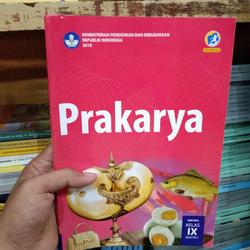 KEMENTERIAN PENDIDIKAN DAN KEBUDAYAAN
REPUBLIK INDONESIA
2018
Prakarya
KELAS
IX